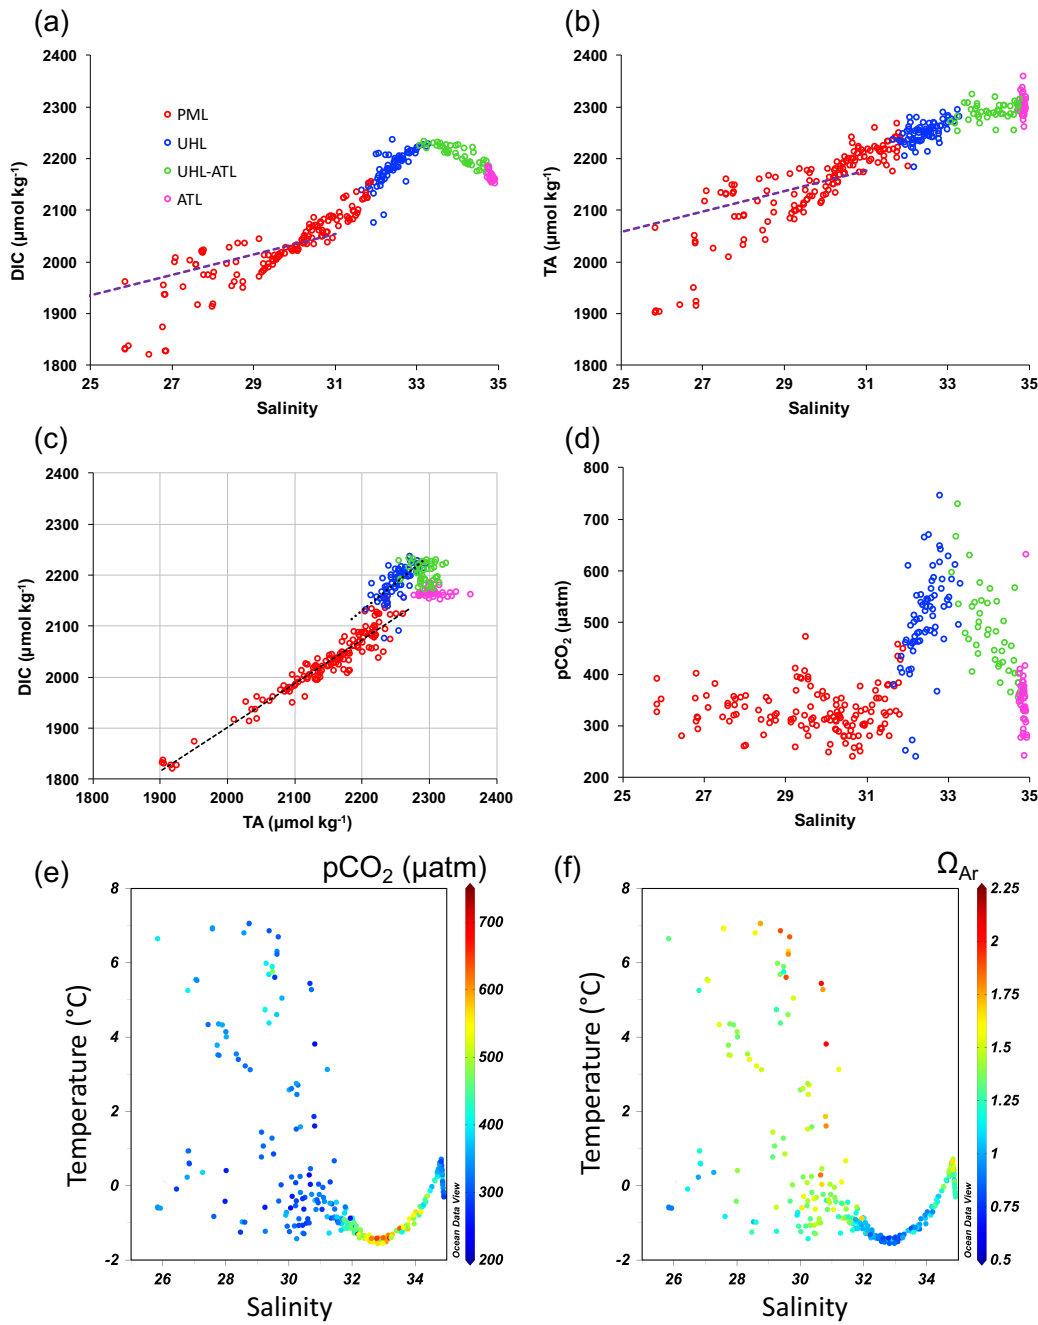 (a)
DIC (µmol kg⁻¹)
2400
2300
2200
2100
2000
1900
1800
PML
UHL
UHL-ATL
ATL
25 27 29 31 33 35
Salinity
(b)
TA (µmol kg⁻¹)
2400
2300
2200
2100
2000
1900
1800
25 27 29 31 33 35
Salinity
(c)
DIC (µmol kg⁻¹)
2400
2300
2200
2100
2000
1900
1800
1800 1900 2000 2100 2200 2300 2400
TA (µmol kg⁻¹)
(d)
pCO₂ (µatm)
800
700
600
500
400
300
200
25 27 29 31 33 35
Salinity
(e)
pCO₂ (µatm)
Temperature (°C)
8
6
4
2
0
-2
26 28 30 32 34
Salinity
700
600
500
400
300
200
Ocean Data View
(f)
Ω_Ar
Temperature (°C)
8
6
4
2
0
-2
26 28 30 32 34
Salinity
2.25
2
1.75
1.5
1.25
1
0.75
0.5
Ocean Data View